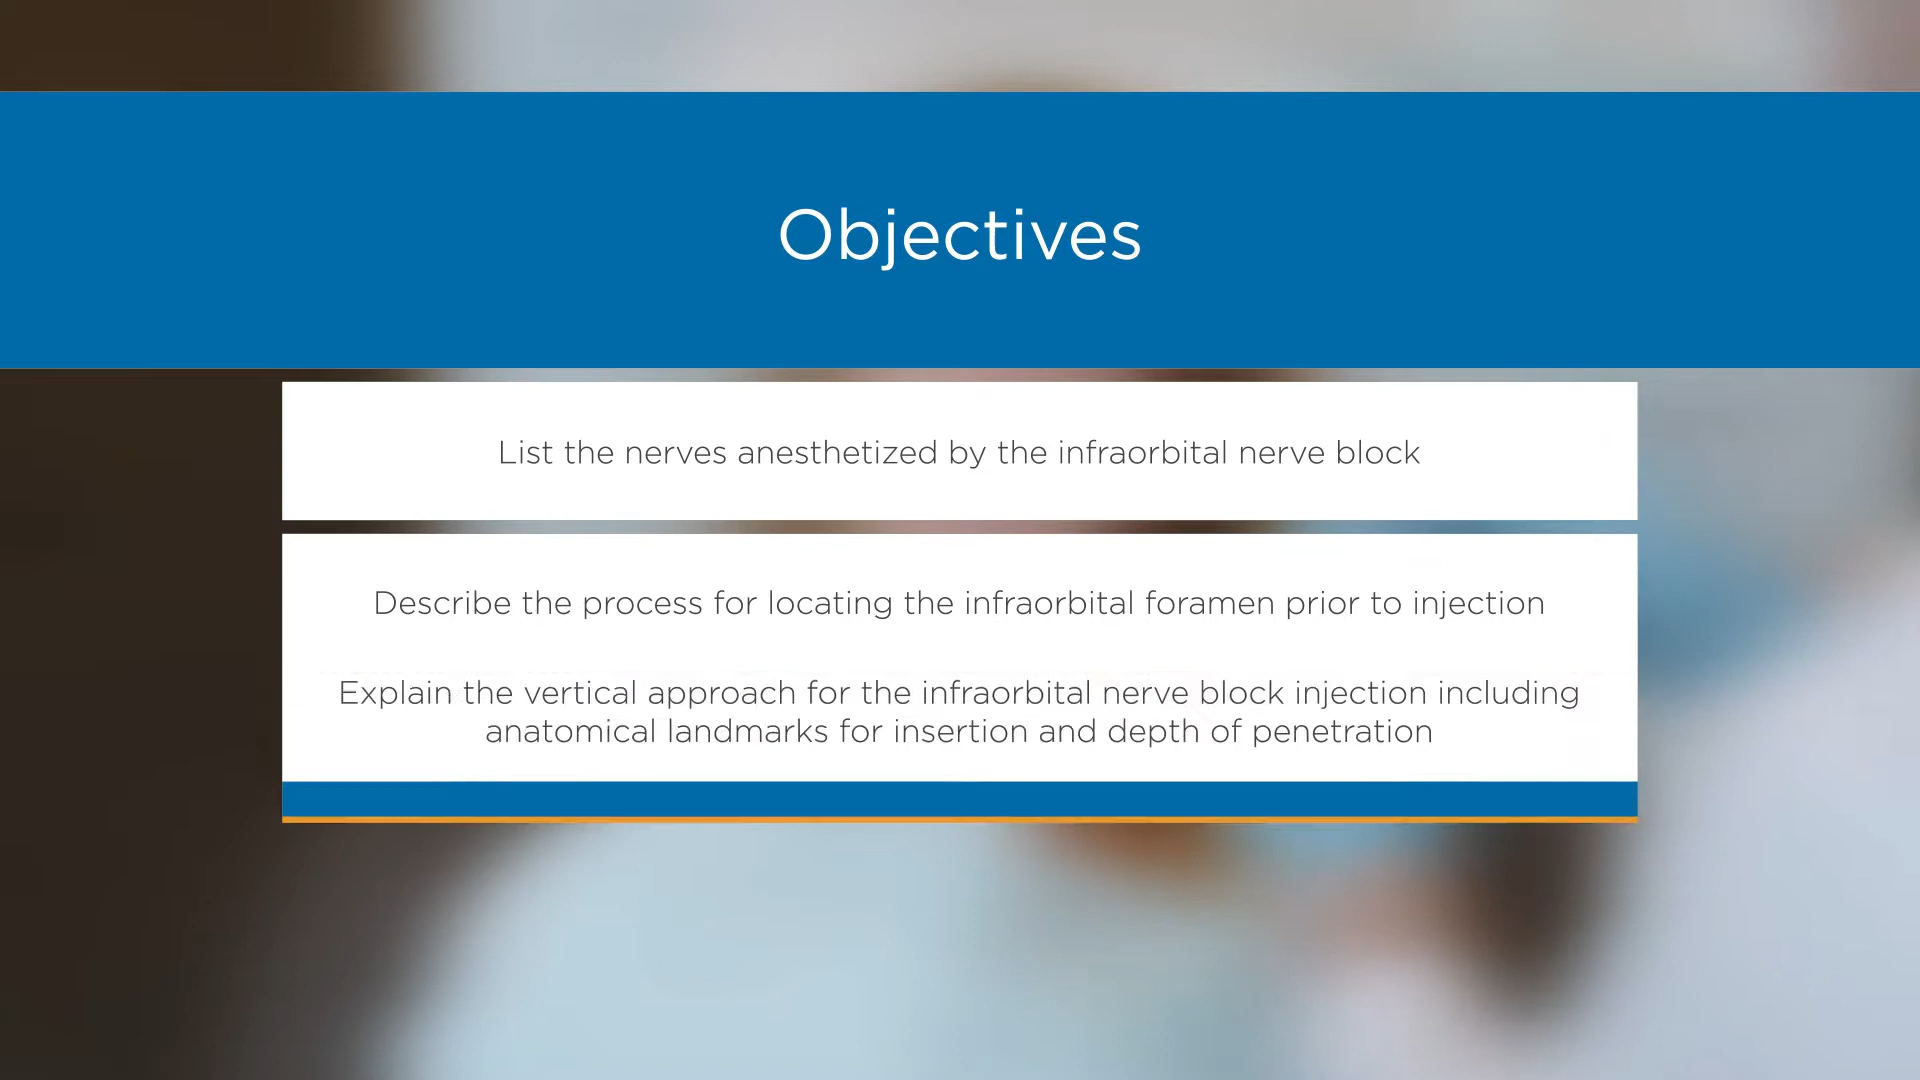 Objectives
List the nerves anesthetized by the infraorbital nerve block
Describe the process for locating the infraorbital foramen prior to injection
Explain the vertical approach for the infraorbital nerve block injection including
anatomical landmarks for insertion and depth of penetration